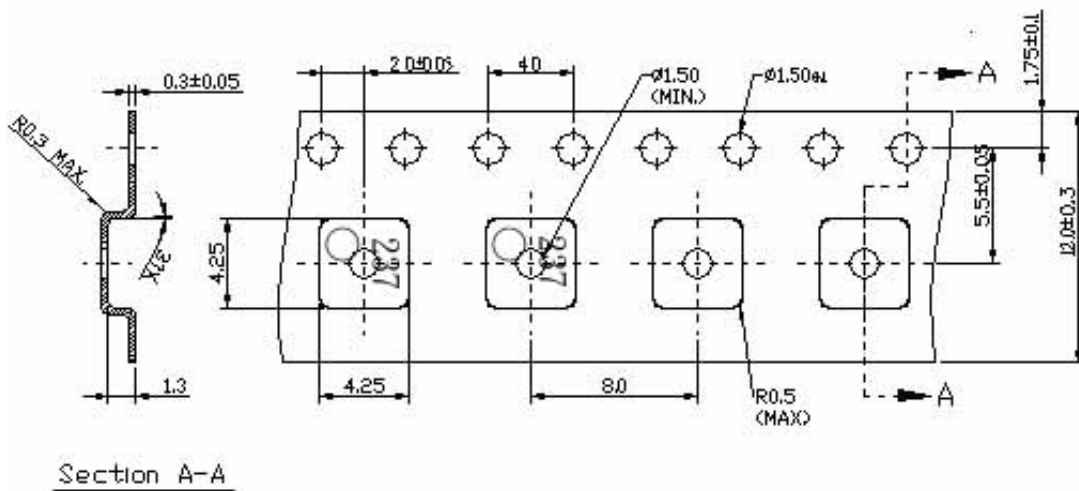 0.3±0.05
2.0±0.05
4.0
Ø1.50
(MIN.)
Ø1.50
A
1.75±0.1
R0.3 MAX.
5.5±0.05
12.0±0.3
4.25
237
237
1.3
4.25
8.0
R0.5
(MAX)
A
Section A-A